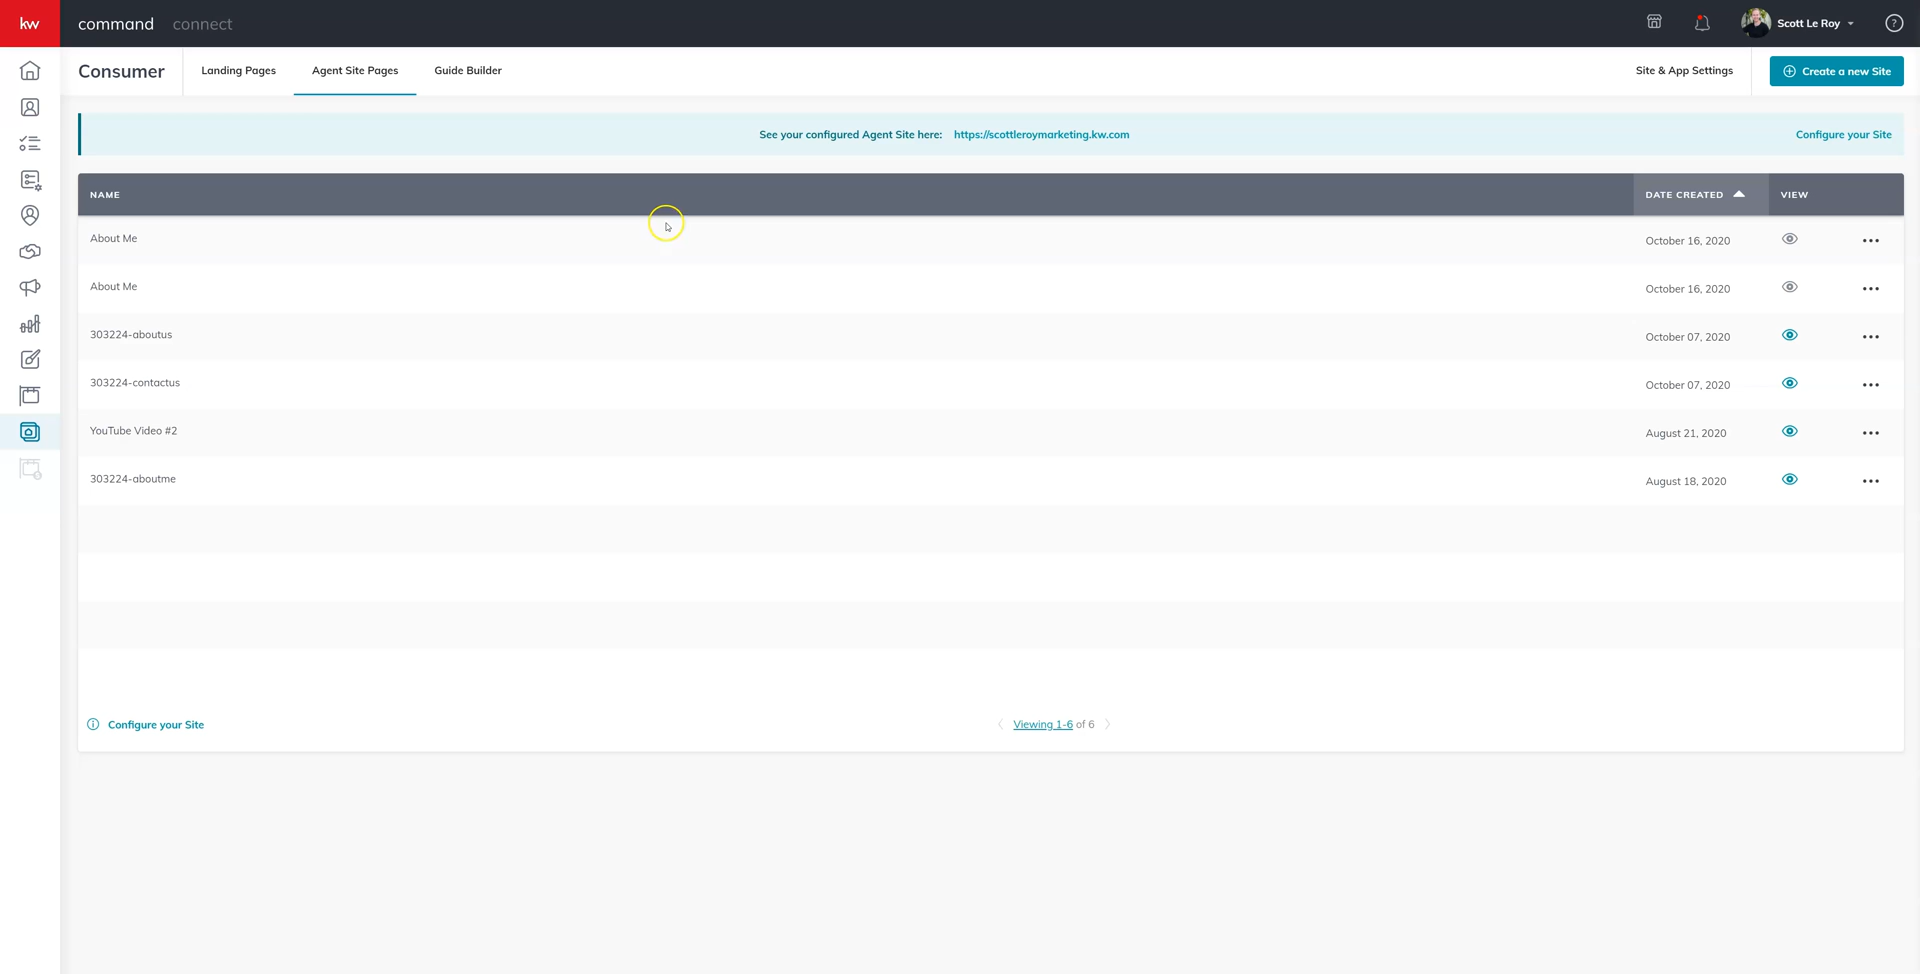 kw
command connect
Scott Le Roy
Consumer
Landing Pages
Agent Site Pages
Guide Builder
Site & App Settings
Create a new Site
See your configured Agent Site here: https://scottleroymarketing.kw.com
Configure your Site
NAME DATE CREATED VIEW
About Me October 16, 2020
About Me October 16, 2020
303224-aboutus October 07, 2020
303224-contactus October 07, 2020
YouTube Video #2 August 21, 2020
303224-aboutme August 18, 2020
Configure your Site
Viewing 1-6 of 6